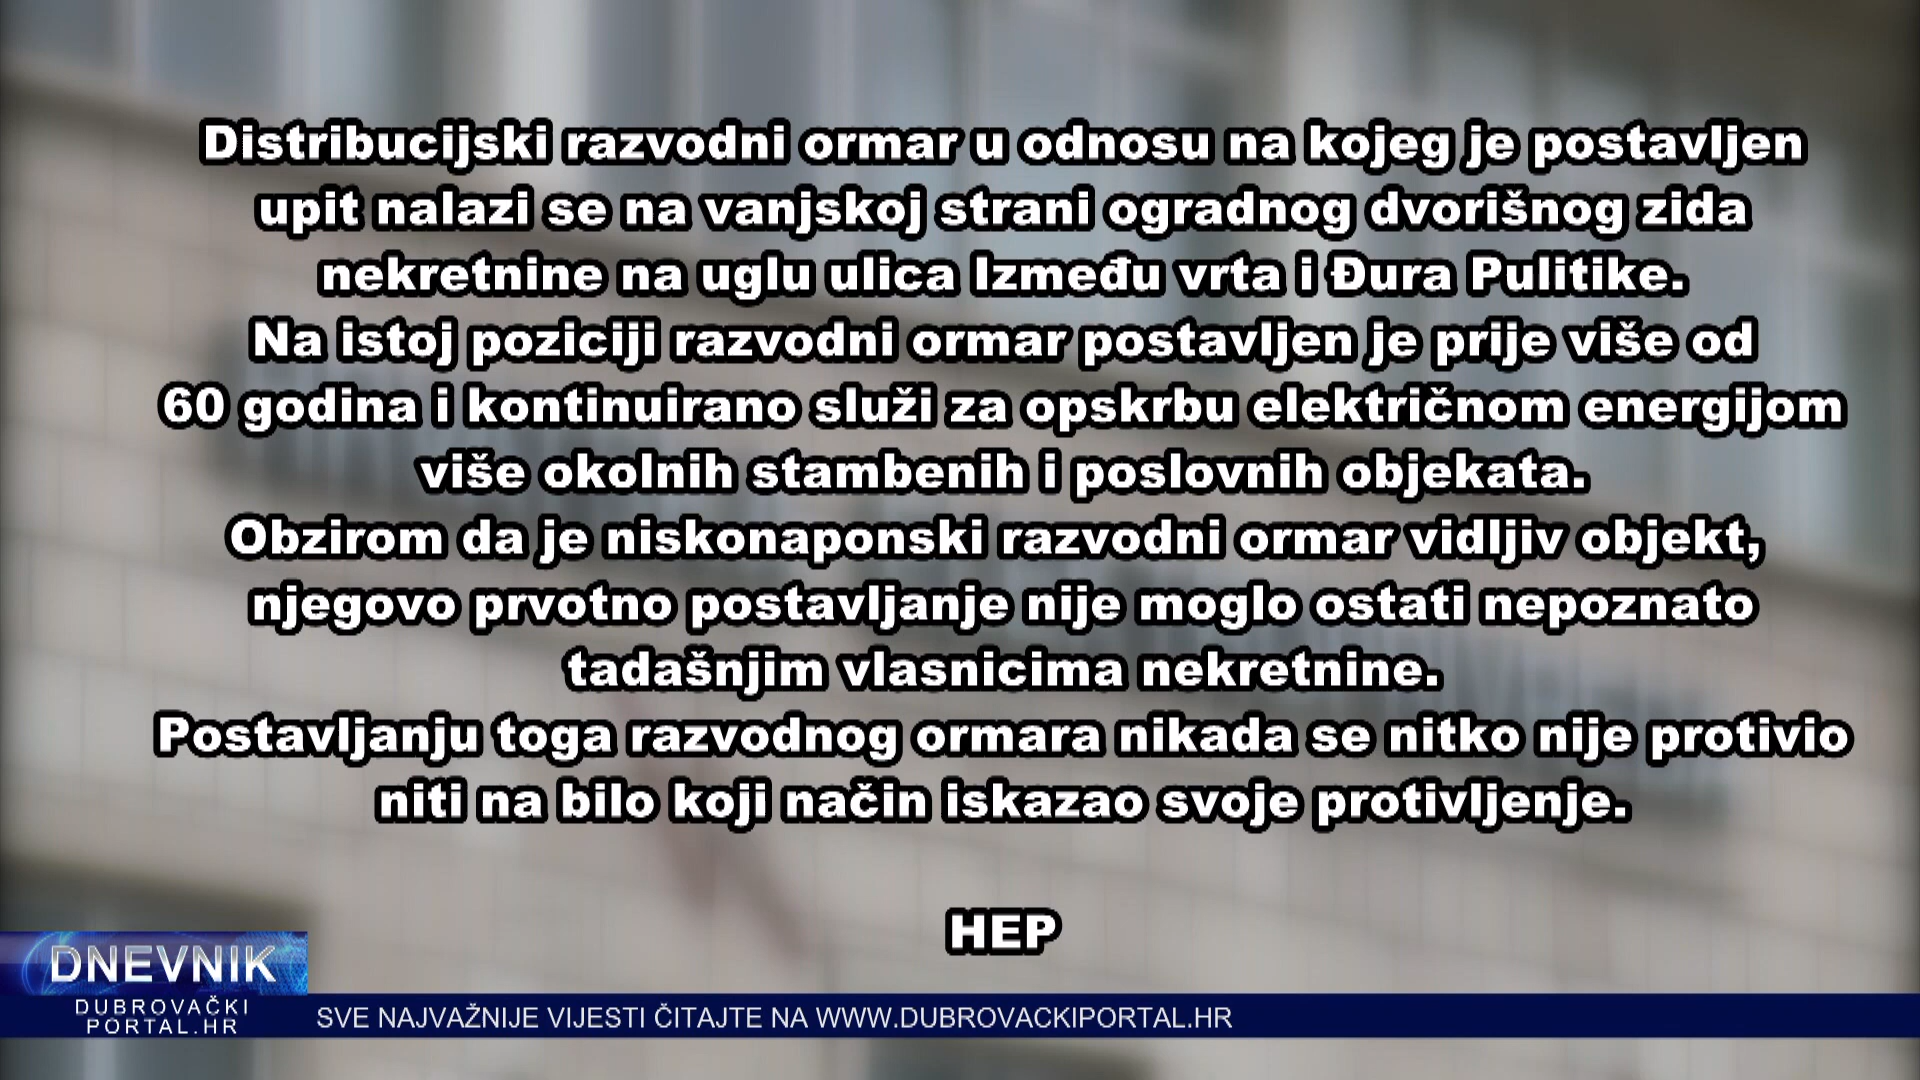 Distribucijski razvodni ormar u odnosu na kojeg je postavljen
upit nalazi se na vanjskoj strani ogradnog dvorišnog zida
nekretnine na uglu ulica Između vrta i Đura Pulitike.
Na istoj poziciji razvodni ormar postavljen je prije više od
60 godina i kontinuirano služi za opskrbu električnom energijom
više okolnih stambenih i poslovnih objekata.
Obzirom da je niskonaponski razvodni ormar vidljiv objekt,
njegovo prvotno postavljanje nije moglo ostati nepoznato
tadašnjim vlasnicima nekretnine.
Postavljanju toga razvodnog ormara nikada se nitko nije protivio
niti na bilo koji način iskazao svoje protivljenje.
HEP
DNEVNIK
DUBROVAČKI
PORTAL.HR
SVE NAJVAŽNIJE VIJESTI ČITAJTE NA WWW.DUBROVACKIPORTAL.HR